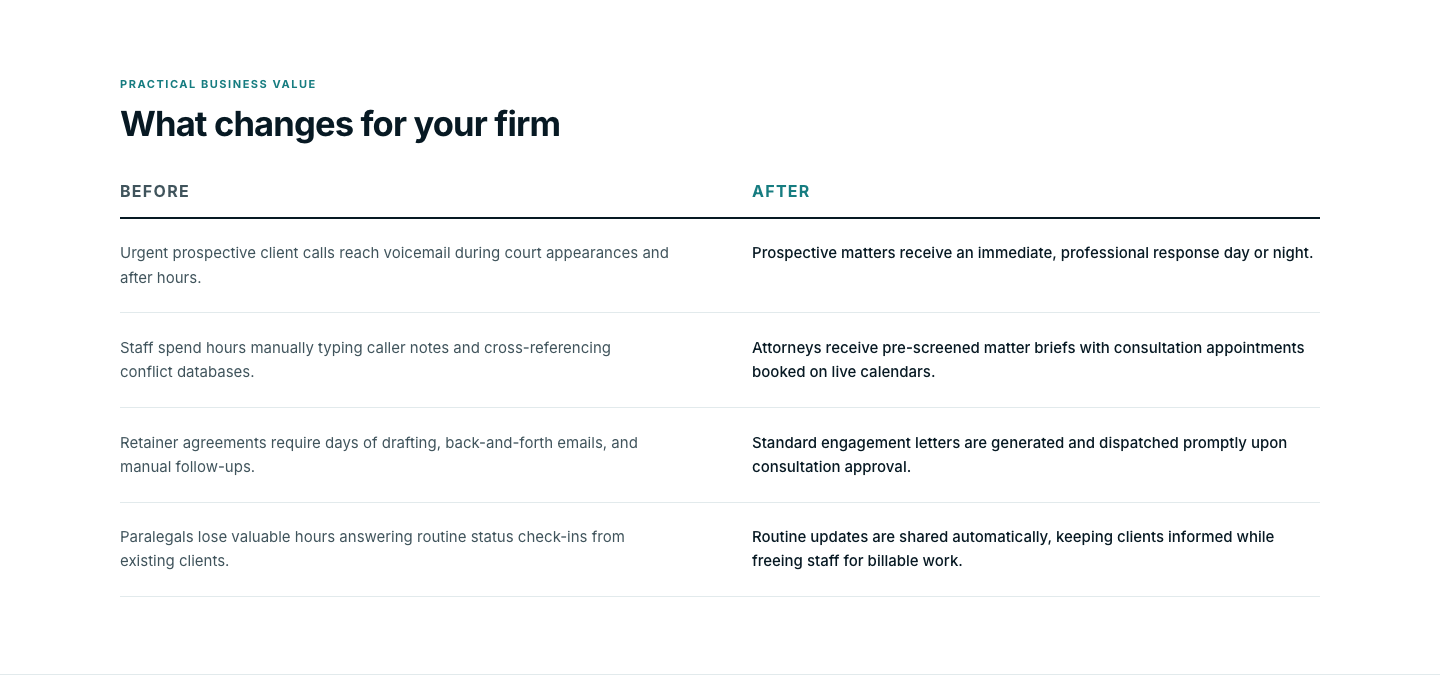 PRACTICAL BUSINESS VALUE
What changes for your firm
BEFORE
AFTER
Urgent prospective client calls reach voicemail during court appearances and
after hours.
Prospective matters receive an immediate, professional response day or night.
Staff spend hours manually typing caller notes and cross-referencing
conflict databases.
Attorneys receive pre-screened matter briefs with consultation appointments
booked on live calendars.
Retainer agreements require days of drafting, back-and-forth emails, and
manual follow-ups.
Standard engagement letters are generated and dispatched promptly upon
consultation approval.
Paralegals lose valuable hours answering routine status check-ins from
existing clients.
Routine updates are shared automatically, keeping clients informed while
freeing staff for billable work.